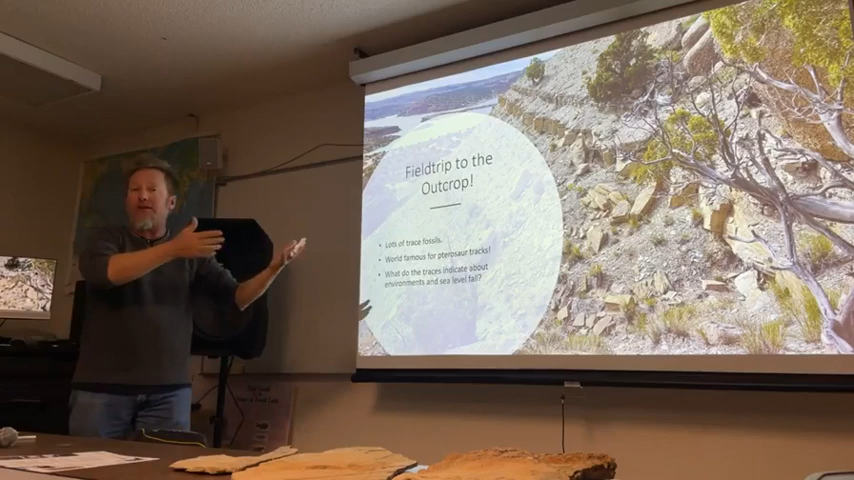 Fieldtrip to the
Outcrop!
• Lots of trace fossils.
• World famous for pterosaur tracks!
• What do the traces indicate about
environments and sea level fall?